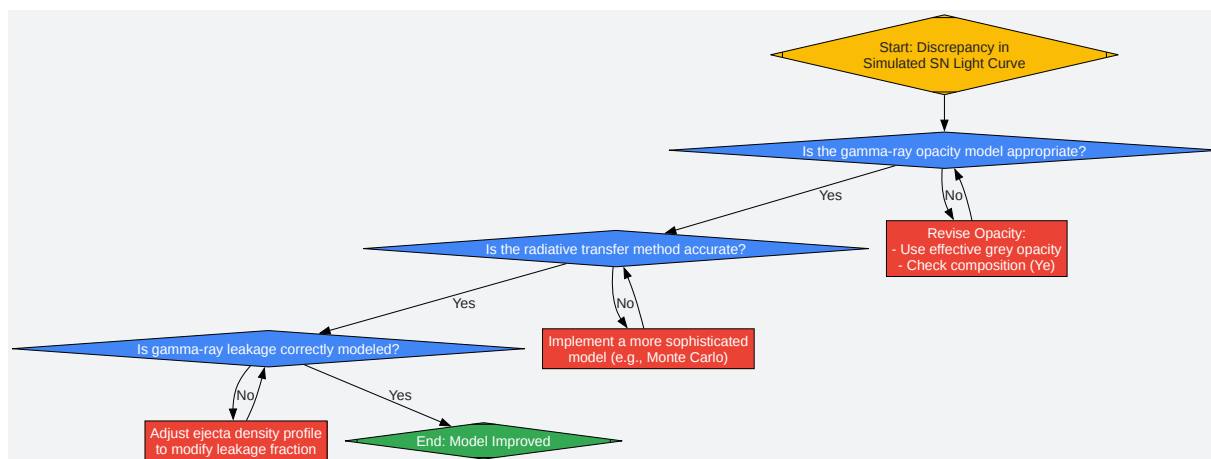 Start: Discrepancy in
Simulated SN Light Curve
Is the gamma-ray opacity model appropriate?
Yes
No
Revise Opacity:
- Use effective grey opacity
- Check composition (Ye)
Is the radiative transfer method accurate?
Yes
No
Implement a more sophisticated
model (e.g., Monte Carlo)
Is gamma-ray leakage correctly modeled?
No
Yes
Adjust ejecta density profile
to modify leakage fraction
End: Model Improved